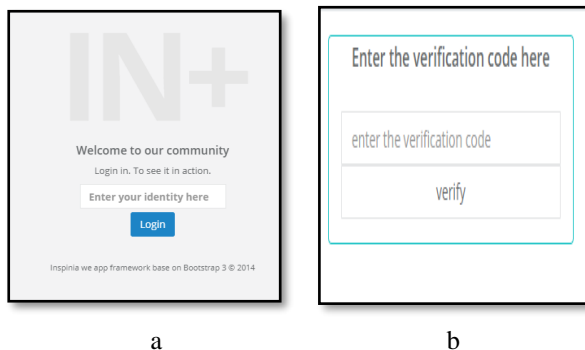 IN+
Welcome to our community
Login in. To see it in action.
Enter your identity here
Login
Inspinia we app framework base on Bootstrap 3 © 2014
a
Enter the verification code here
enter the verification code
verify
b